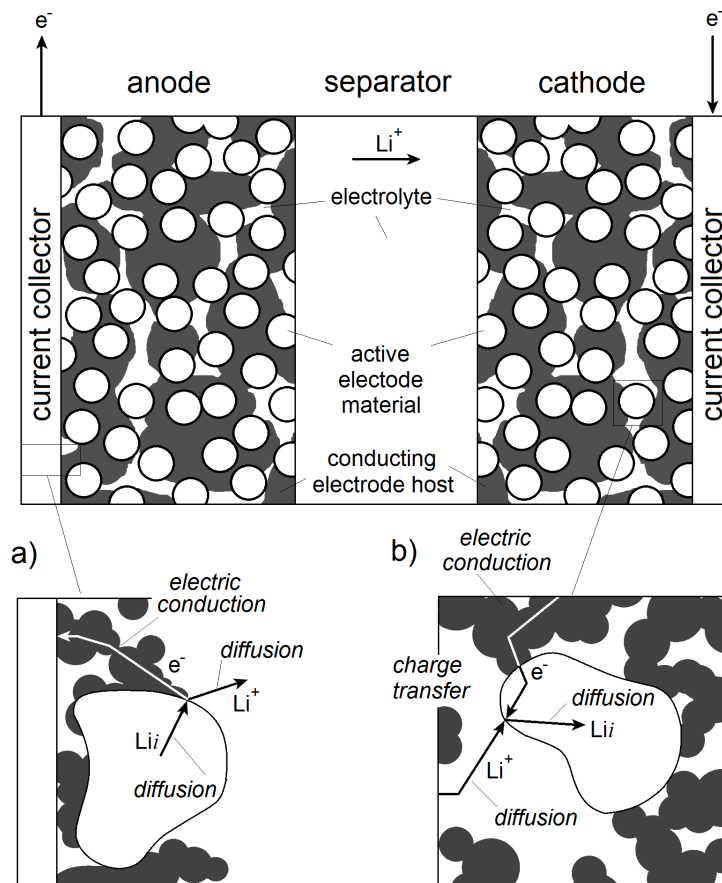 e-
e-
anode
separator
cathode
Li+
electrolyte
current collector
current collector
active
electode
material
conducting
electrode host
a)
electric
conduction
e-
diffusion
Li+
Lii
diffusion
b)
electric
conduction
charge
transfer
e-
diffusion
Lii
Li+
diffusion